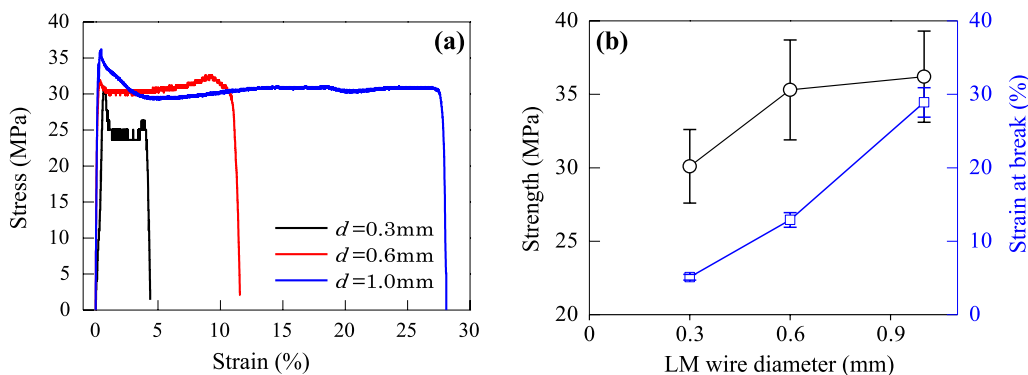 (a)
40
35
30
25
20
15
10
5
0
Stress (MPa)
d=0.3mm
d=0.6mm
d=1.0mm
0 5 10 15 20 25 30
Strain (%)
(b)
40
35
30
25
20
Strength (MPa)
40
30
20
10
0
Strain at break (%)
0 0.3 0.6 0.9
LM wire diameter (mm)